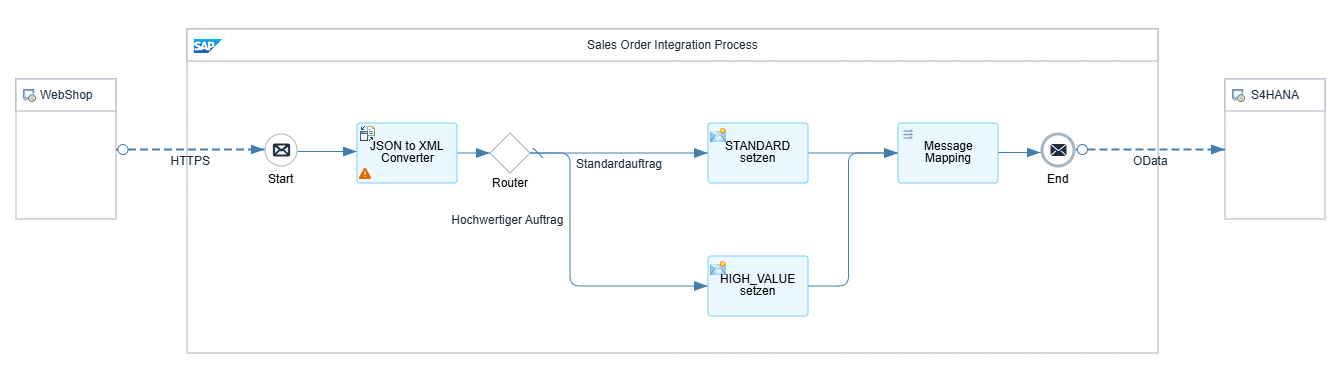 SAP
Sales Order Integration Process
WebShop
S4HANA
HTTPS
Start
JSON to XML
Converter
Router
Standardauftrag
Hochwertiger Auftrag
STANDARD
setzen
HIGH_VALUE
setzen
Message
Mapping
End
OData